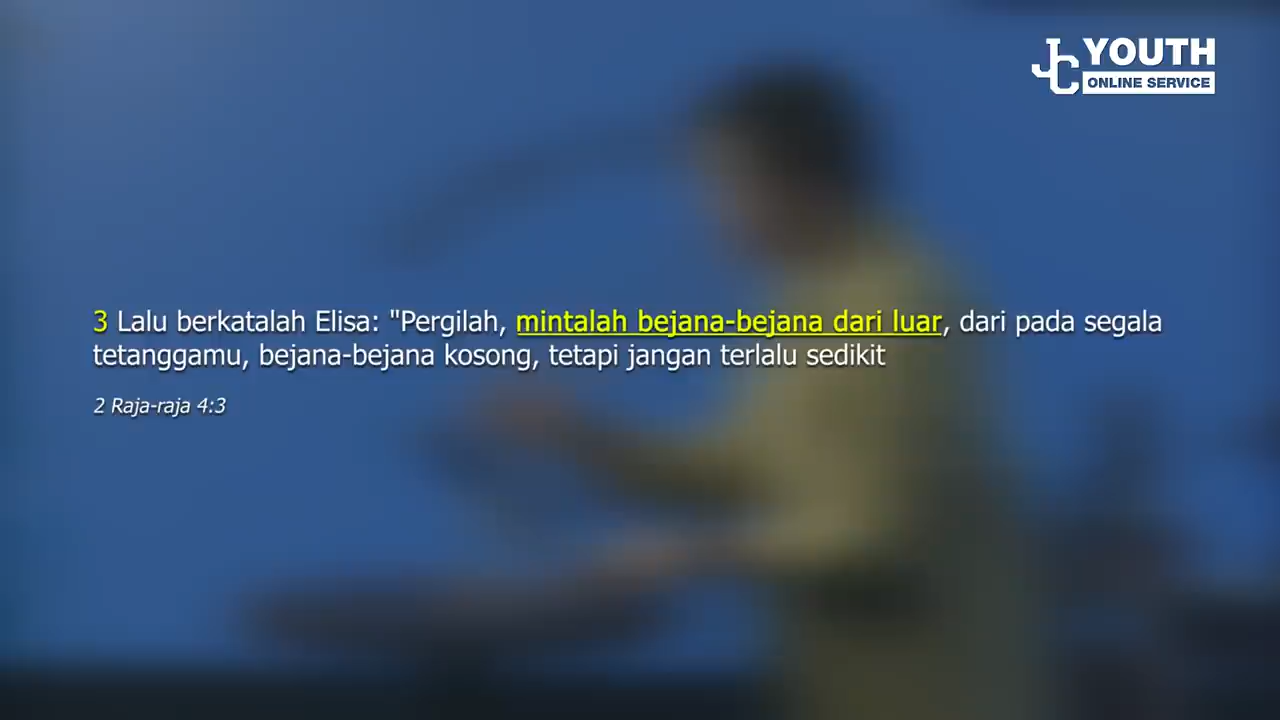 JC YOUTH
ONLINE SERVICE
3 Lalu berkatalah Elisa: "Pergilah, mintalah bejana-bejana dari luar, dari pada segala
tetanggamu, bejana-bejana kosong, tetapi jangan terlalu sedikit
2 Raja-raja 4:3